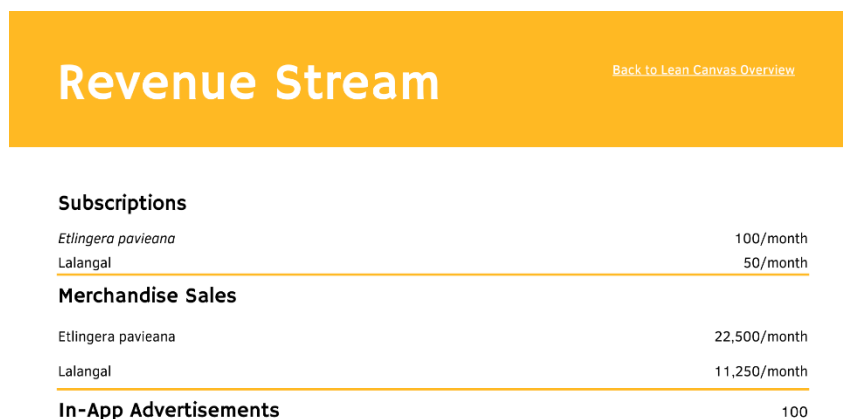 Revenue Stream
Back to Lean Canvas Overview
Subscriptions
Etlingera pavieana 100/month
Lalangal 50/month
Merchandise Sales
Etlingera pavieana 22,500/month
Lalangal 11,250/month
In-App Advertisements 100